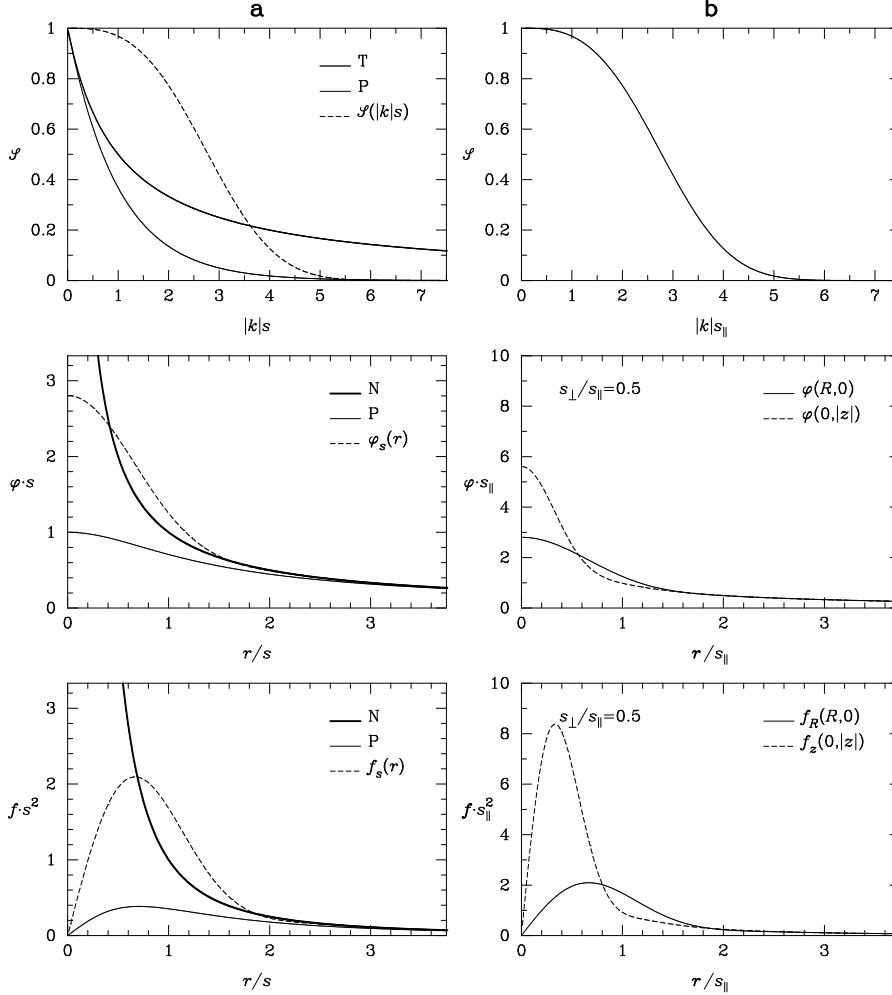 a
b
1
0.8
0.6
0.4
0.2
0
𝒮
T
P
𝒮(|k|s)
0 1 2 3 4 5 6 7
|k|s
1
0.8
0.6
0.4
0.2
0
𝒮
0 1 2 3 4 5 6 7
|k|s∥
3
2
1
0
φ·s
N
P
φₛ(r)
0 1 2 3
r/s
10
8
6
4
2
0
φ·s∥
s⊥/s∥=0.5
φ(R,0)
φ(0,|z|)
0 1 2 3
r/s∥
3
2
1
0
f·s²
N
P
fₛ(r)
0 1 2 3
r/s
10
8
6
4
2
0
f·s∥²
s⊥/s∥=0.5
f_R(R,0)
f_z(0,|z|)
0 1 2 3
r/s∥